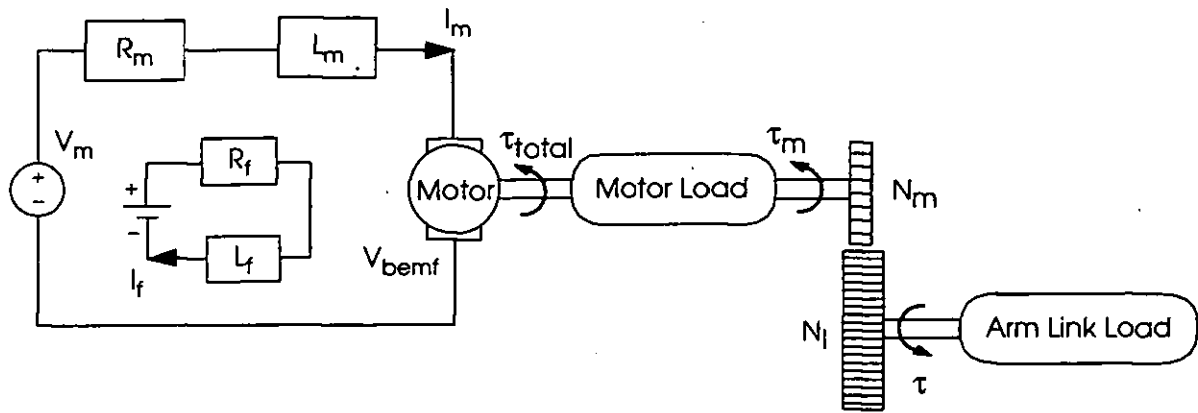 I_m
R_m
L_m
V_m
+
-
R_f
+
-
L_f
I_f
Motor
V_bemf
τ_total
Motor Load
τ_m
N_m
N_l
Arm Link Load
τ